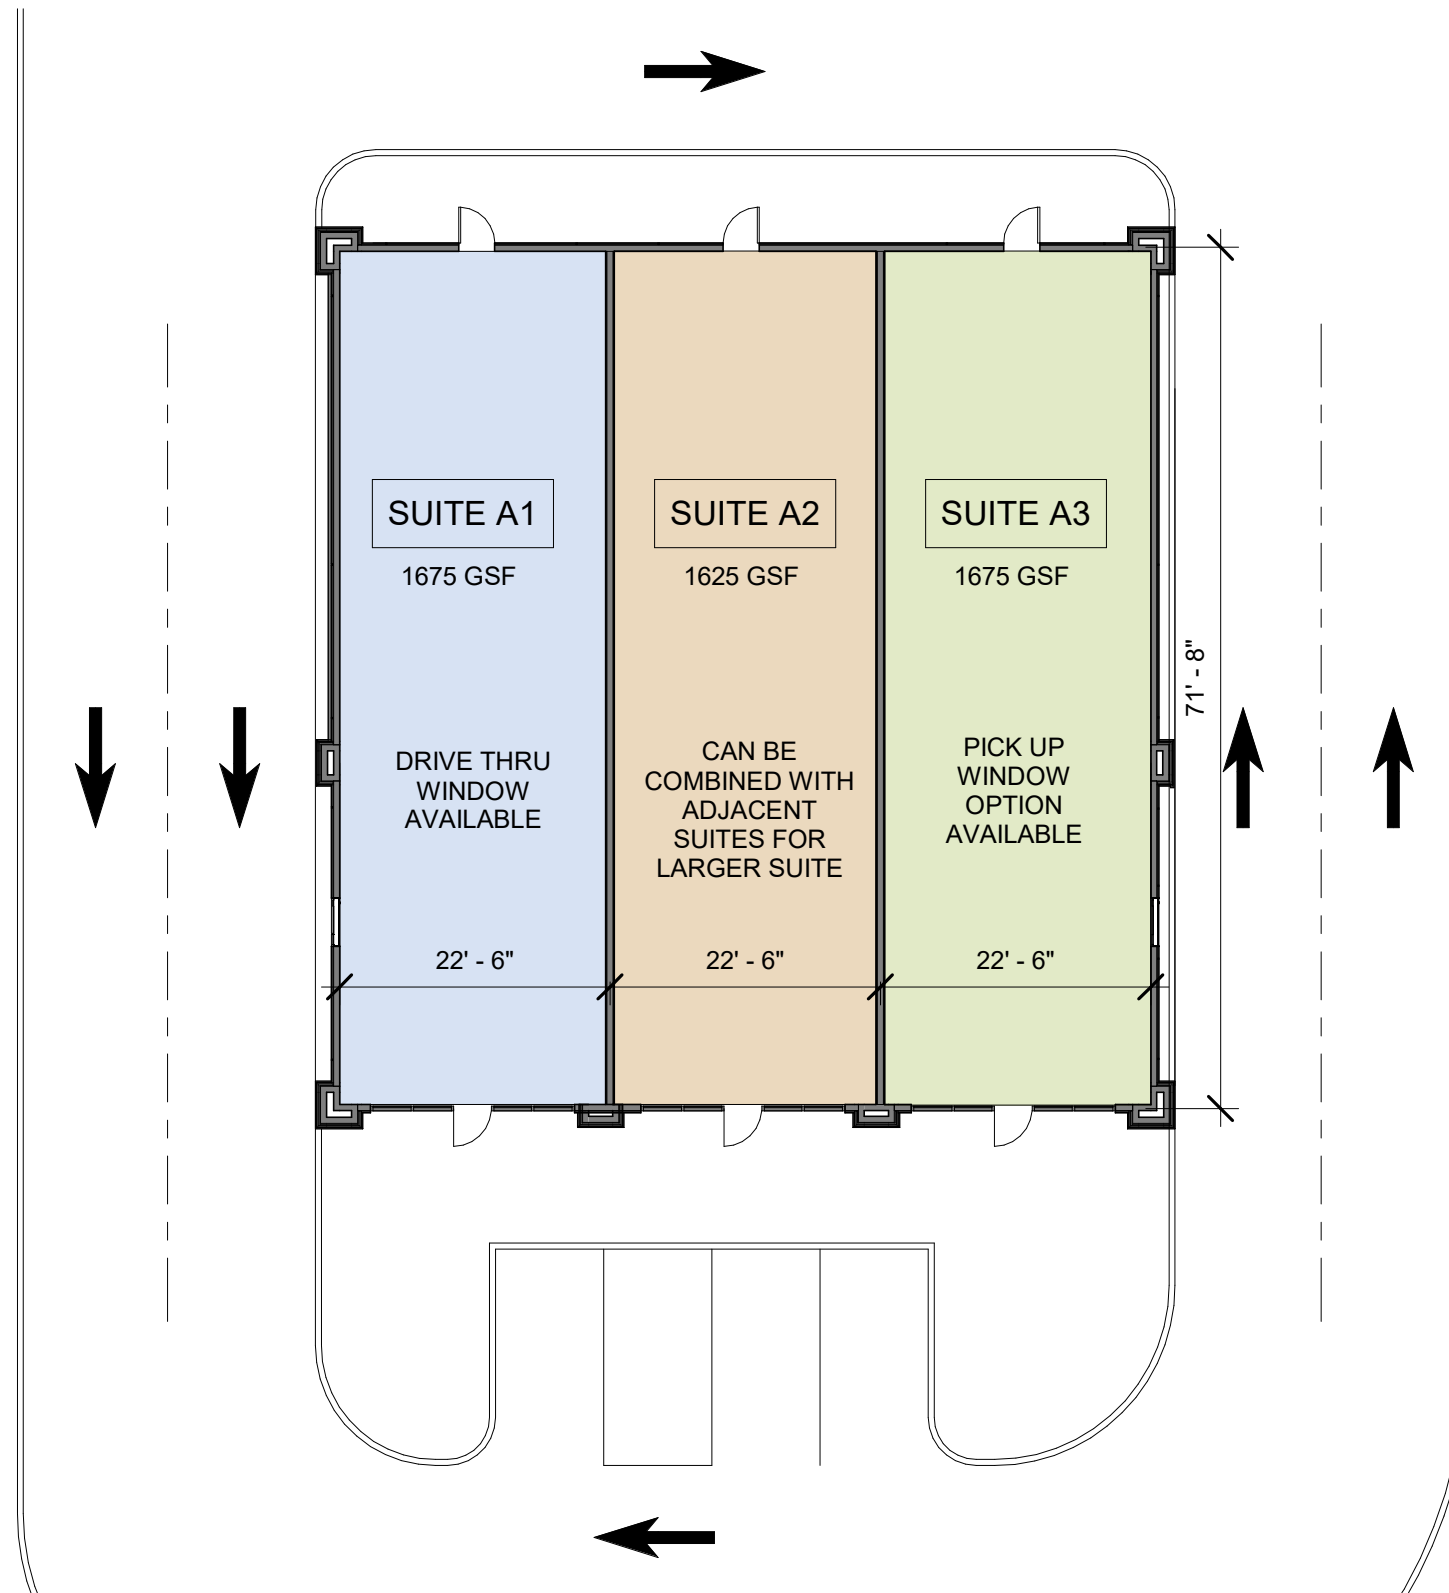 SUITE A1
1675 GSF
DRIVE THRU
WINDOW
AVAILABLE
22' - 6"
SUITE A2
1625 GSF
CAN BE
COMBINED WITH
ADJACENT
SUITES FOR
LARGER SUITE
22' - 6"
SUITE A3
1675 GSF
PICK UP
WINDOW
OPTION
AVAILABLE
22' - 6"
71' - 8"